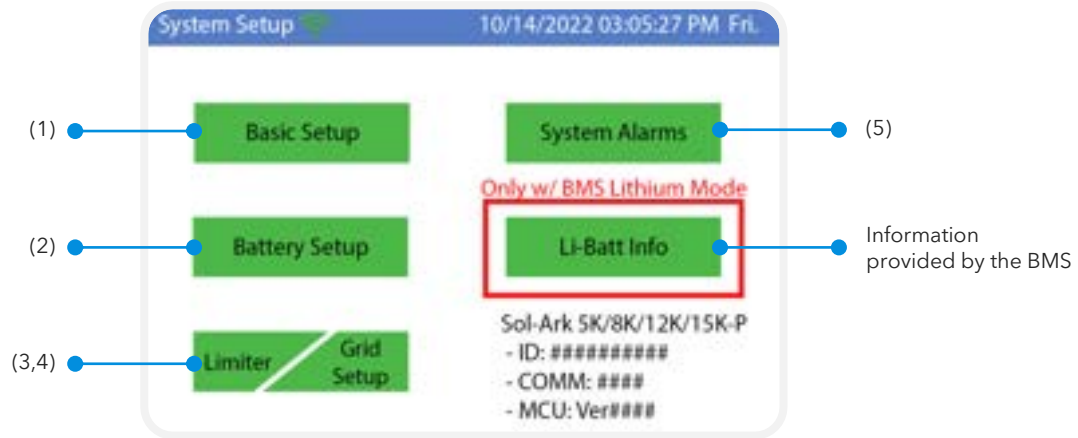 System Setup
10/14/2022 03:05:27 PM Fri.
(1)
Basic Setup
System Alarms
(5)
Only w/ BMS Lithium Mode
(2)
Battery Setup
Li-Batt Info
Information
provided by the BMS
(3,4)
Limiter
Grid
Setup
Sol-Ark 5K/8K/12K/15K-P
- ID: ##########
- COMM: ####
- MCU: Ver####